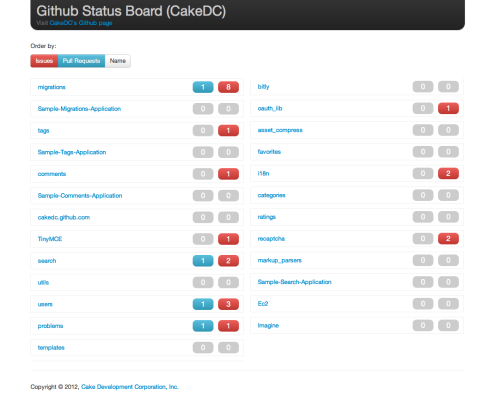 Github Status Board (CakeDC)
Visit CakeDC's Github page
Order by:
Issues Pull Requests Name
migrations 1 8
Sample-Migrations-Application 0 0
tags 0 1
Sample-Tags-Application 0 0
comments 0 1
Sample-Comments-Application 0 0
cakedc.github.com 0 0
TinyMCE 0 1
search 1 2
utils 0 0
users 1 3
problems 1 1
templates 0 0
bitly 0 0
oauth_lib 0 1
asset_compress 0 0
favorites 0 0
i18n 0 2
categories 0 0
ratings 0 0
recaptcha 0 2
markup_parsers 0 0
Sample-Search-Application 0 0
Ec2 0 0
Imagine 0 0
Copyright © 2012, Cake Development Corporation, Inc.